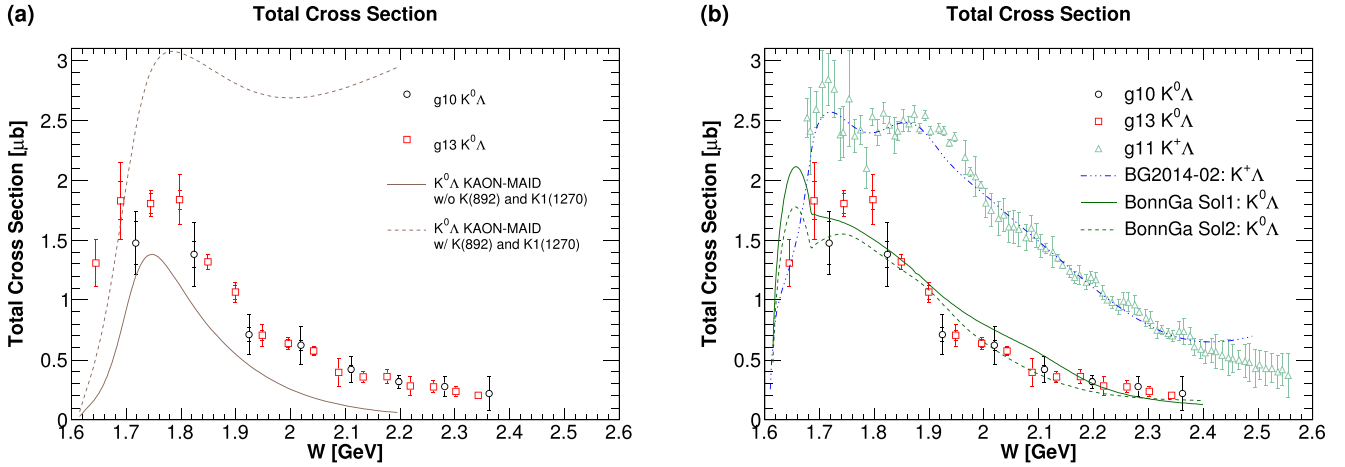 (a)
Total Cross Section
Total Cross Section [μb]
3
2.5
2
1.5
1
0.5
0
1.6 1.7 1.8 1.9 2 2.1 2.2 2.3 2.4 2.5 2.6
W [GeV]
g10 K⁰Λ
g13 K⁰Λ
K⁰Λ KAON-MAID
w/o K(892) and K1(1270)
K⁰Λ KAON-MAID
w/ K(892) and K1(1270)
(b)
Total Cross Section
Total Cross Section [μb]
3
2.5
2
1.5
1
0.5
0
1.6 1.7 1.8 1.9 2 2.1 2.2 2.3 2.4 2.5 2.6
W [GeV]
g10 K⁰Λ
g13 K⁰Λ
g11 K⁺Λ
BG2014-02: K⁺Λ
BonnGa Sol1: K⁰Λ
BonnGa Sol2: K⁰Λ